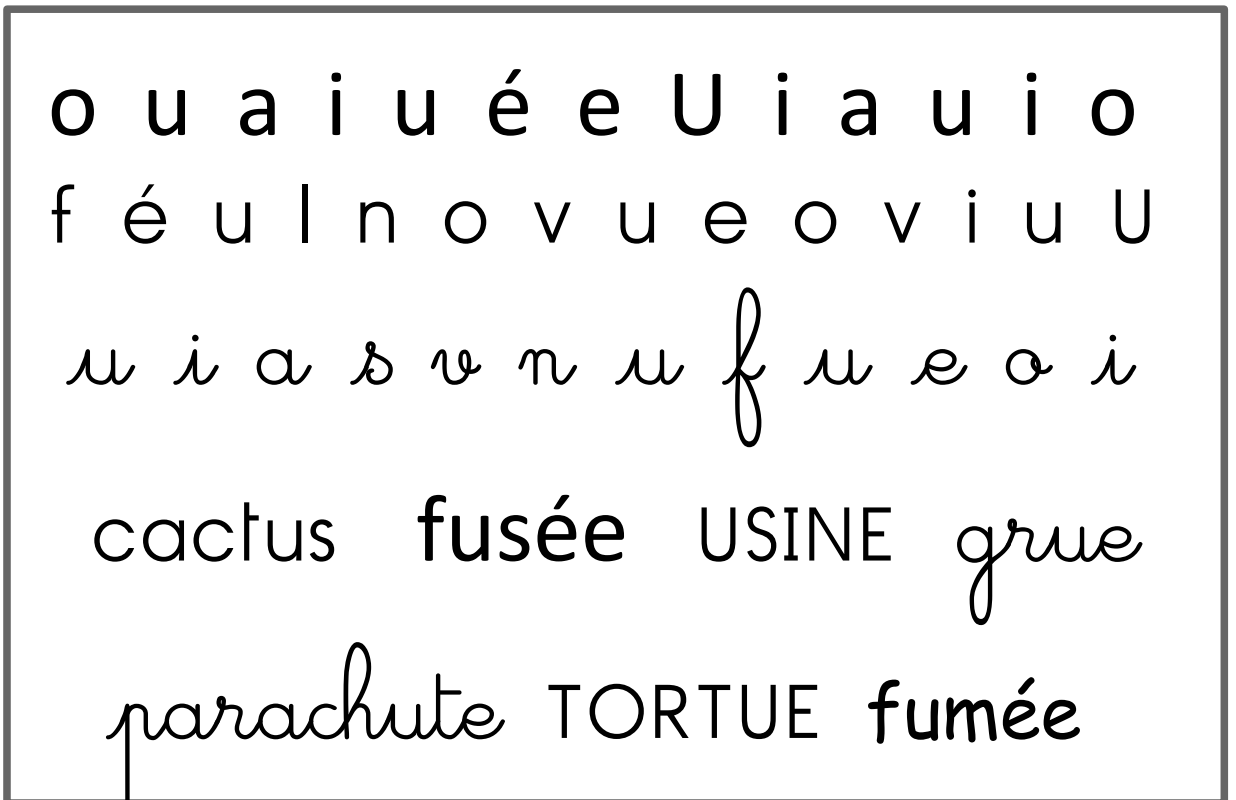 o u a i u é e U i a u i o
f é u l n o v u e o v i u U
u i a s v n u f u e o i
cactus fusée USINE grue
parachute TORTUE fumée